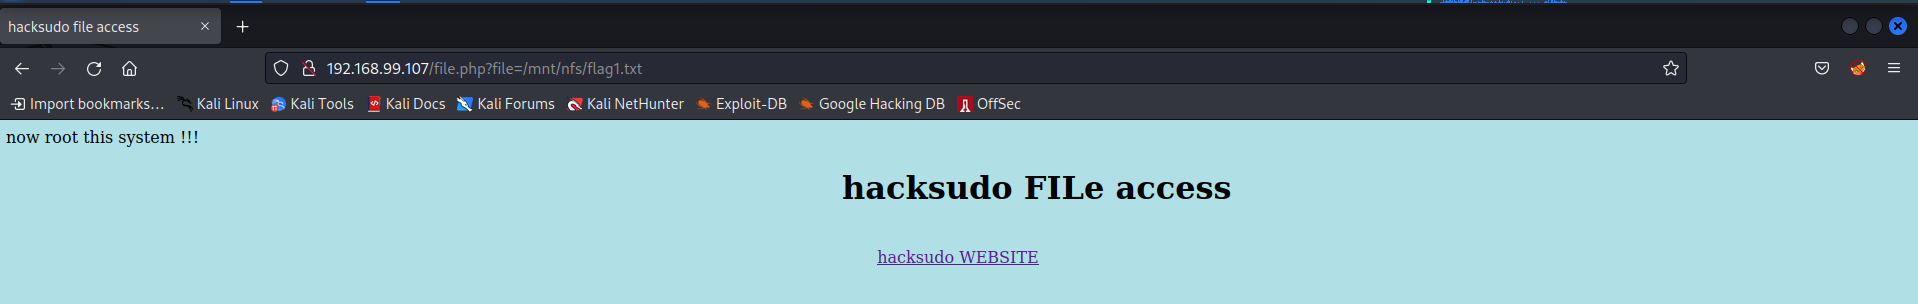 hacksudo file access
192.168.99.107/file.php?file=/mnt/nfs/flag1.txt
Import bookmarks... Kali Linux Kali Tools Kali Docs Kali Forums Kali NetHunter Exploit-DB Google Hacking DB OffSec
now root this system !!!
hacksudo FILe access
hacksudo WEBSITE